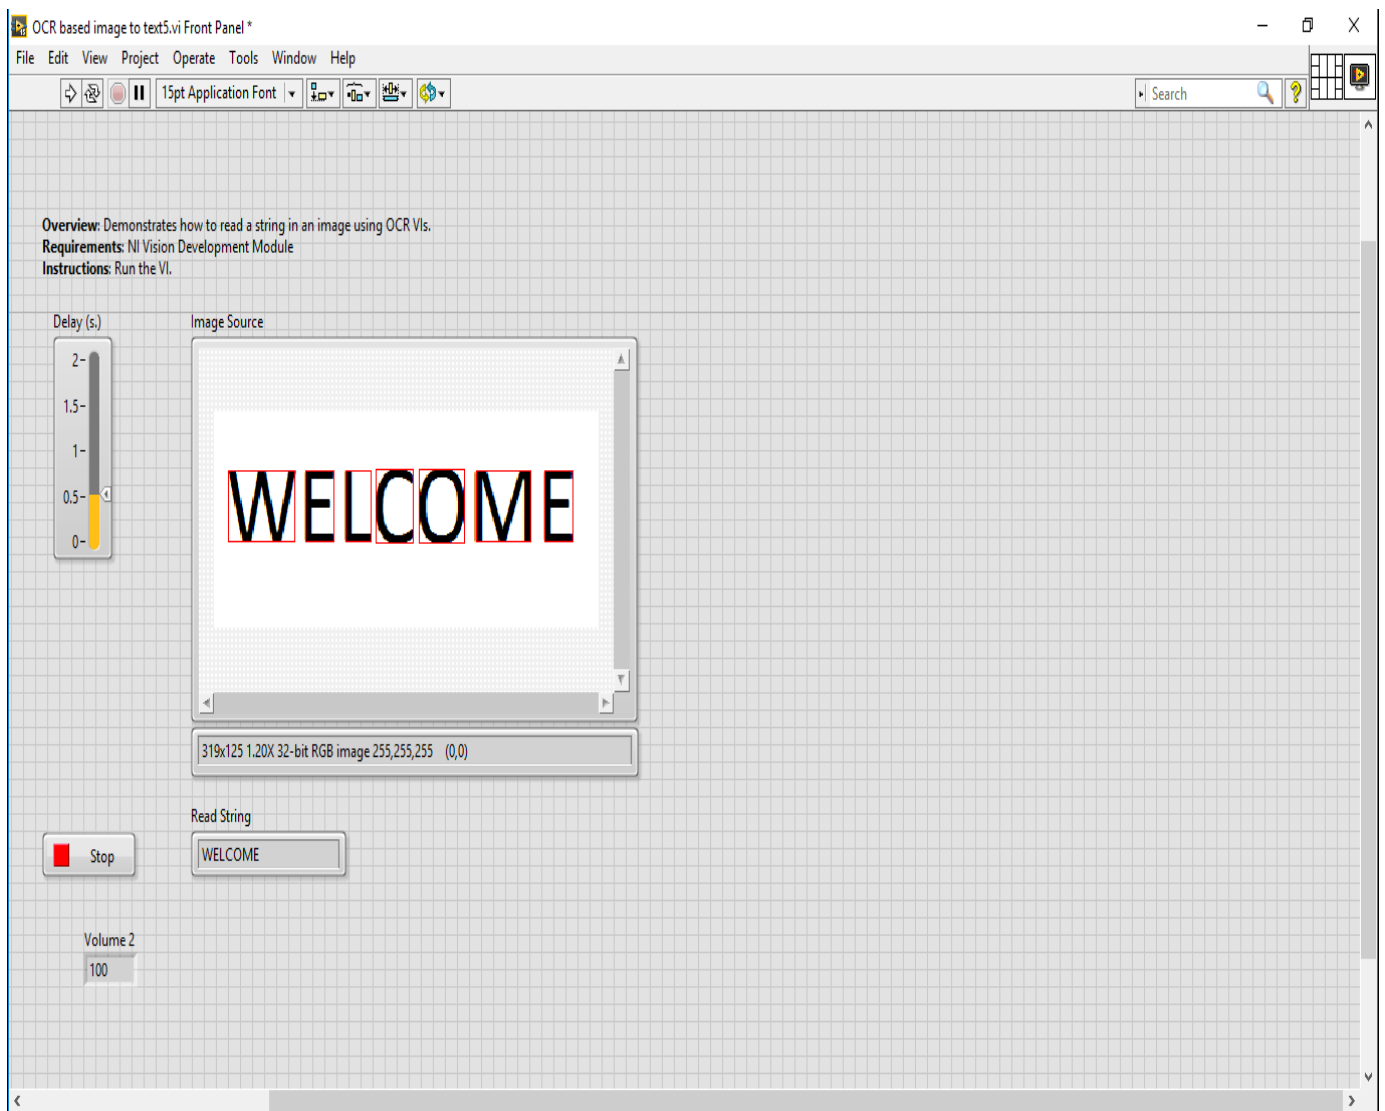 OCR based image to text5.vi Front Panel *
File Edit View Project Operate Tools Window Help
15pt Application Font
Search
Overview: Demonstrates how to read a string in an image using OCR VIs.
Requirements: NI Vision Development Module
Instructions: Run the VI.
Delay (s.)
2
1.5
1
0.5
0
Image Source
WELCOME
319x125 1.20X 32-bit RGB image 255,255,255 (0,0)
Read String
WELCOME
Stop
Volume 2
100